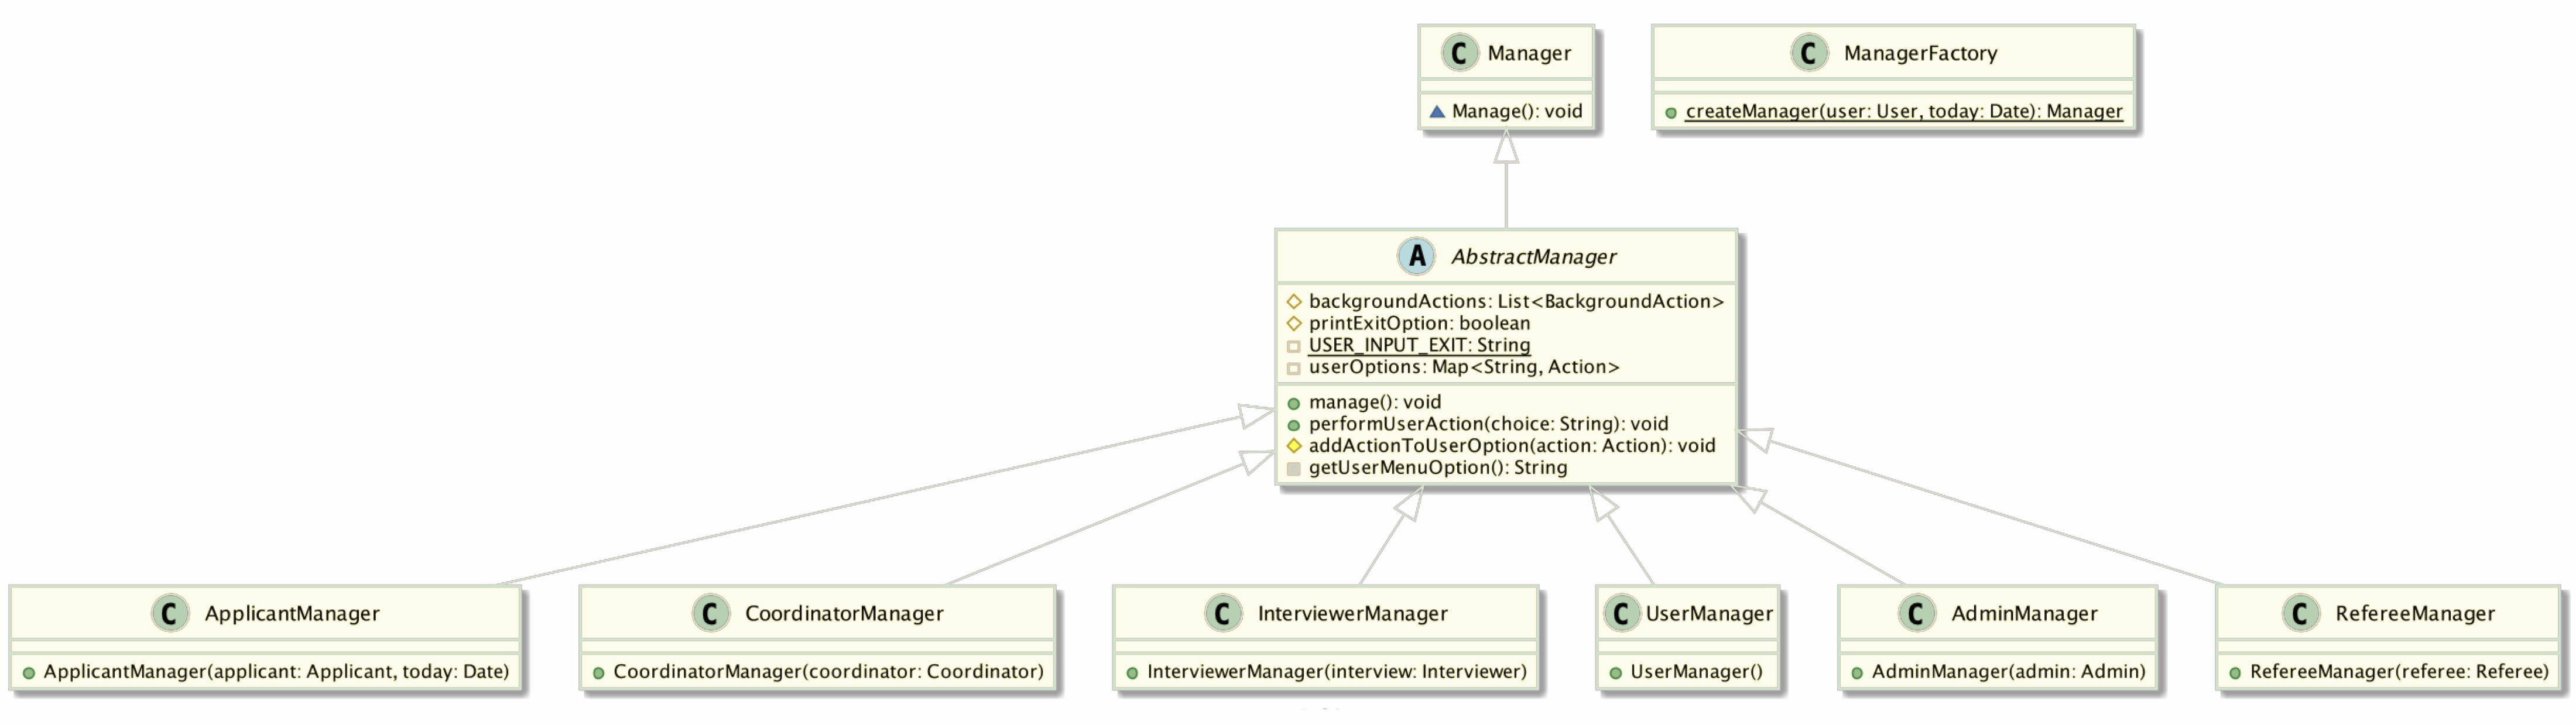 C Manager
Manage(): void
C ManagerFactory
createManager(user: User, today: Date): Manager
A AbstractManager
backgroundActions: List<BackgroundAction>
printExitOption: boolean
USER_INPUT_EXIT: String
userOptions: Map<String, Action>
manage(): void
performUserAction(choice: String): void
addActionToUserOption(action: Action): void
getUserMenuOption(): String
C ApplicantManager
ApplicantManager(applicant: Applicant, today: Date)
C CoordinatorManager
CoordinatorManager(coordinator: Coordinator)
C InterviewerManager
InterviewerManager(interview: Interviewer)
C UserManager
UserManager()
C AdminManager
AdminManager(admin: Admin)
C RefereeManager
RefereeManager(referee: Referee)